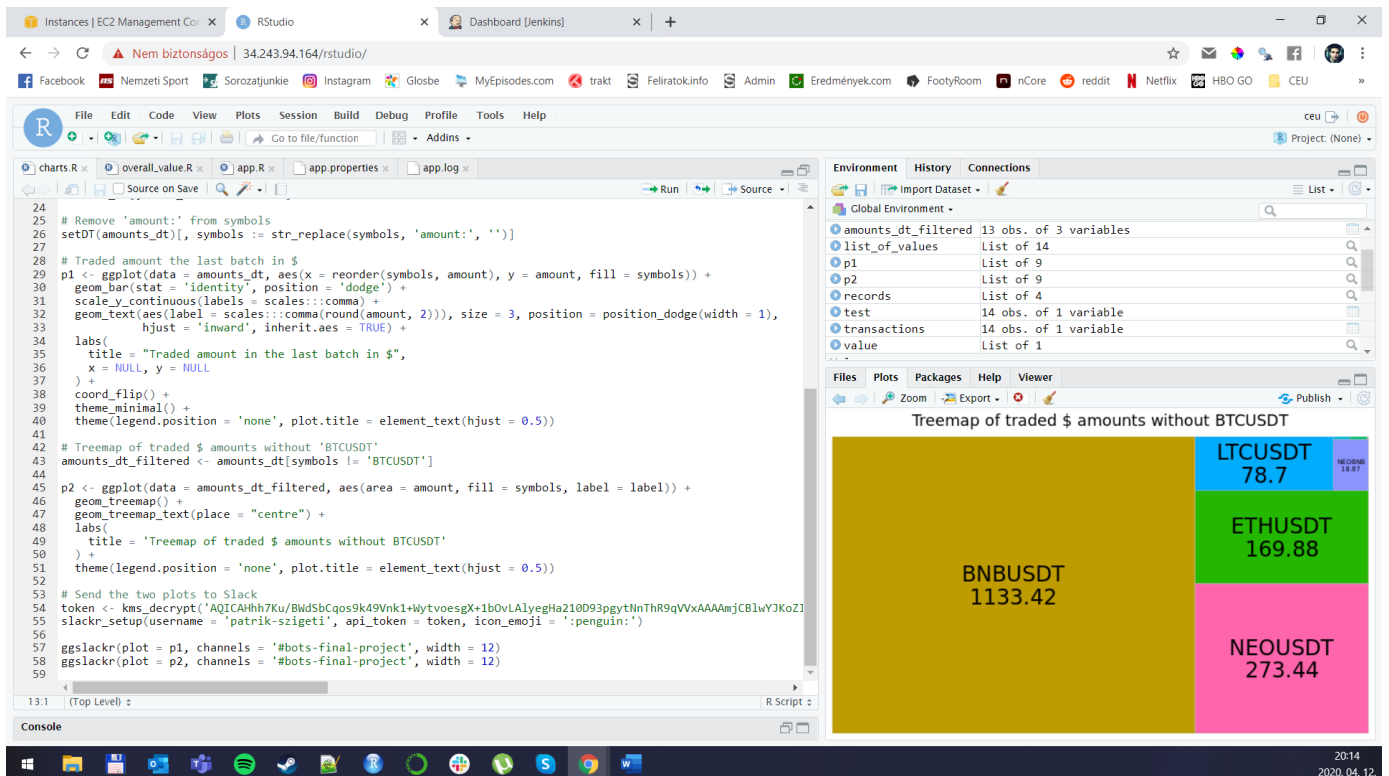 Instances | EC2 Management Con
RStudio
Dashboard [Jenkins]
Nem biztonságos | 34.243.94.164/rstudio/
Facebook Nemzeti Sport Sorozatjunkie Instagram Glosbe MyEpisodes.com trakt Feliratok.info Admin Eredmények.com FootyRoom nCore reddit Netflix HBO GO CEU »
File Edit Code View Plots Session Build Debug Profile Tools Help
ceu
Go to file/function Addins
Project: (None)
charts.R overall_value.R app.R app.properties app.log
Source on Save Run Source
24
25 # Remove 'amount:' from symbols
26 setDT(amounts_dt)[, symbols := str_replace(symbols, 'amount:', '')]
27
28 # Traded amount the last batch in $
29 p1 <- ggplot(data = amounts_dt, aes(x = reorder(symbols, amount), y = amount, fill = symbols)) +
30 geom_bar(stat = 'identity', position = 'dodge') +
31 scale_y_continuous(labels = scales:::comma) +
32 geom_text(aes(label = scales:::comma(round(amount, 2))), size = 3, position = position_dodge(width = 1),
33 hjust = 'inward', inherit.aes = TRUE) +
34 labs(
35 title = "Traded amount in the last batch in $",
36 x = NULL, y = NULL
37 ) +
38 coord_flip() +
39 theme_minimal() +
40 theme(legend.position = 'none', plot.title = element_text(hjust = 0.5))
41
42 # Treemap of traded $ amounts without 'BTCUSDT'
43 amounts_dt_filtered <- amounts_dt[symbols != 'BTCUSDT']
44
45 p2 <- ggplot(data = amounts_dt_filtered, aes(area = amount, fill = symbols, label = label)) +
46 geom_treemap() +
47 geom_treemap_text(place = "centre") +
48 labs(
49 title = 'Treemap of traded $ amounts without BTCUSDT'
50 ) +
51 theme(legend.position = 'none', plot.title = element_text(hjust = 0.5))
52
53 # Send the two plots to Slack
54 token <- kms_decrypt('AQICAHhh7Ku/BWdSbCqos9k49Vnk1+WytvoesgX+1bOvLAlyegHa210D93pgytNnThR9qVVxAAAAmjCBlwYJKoZI
55 slackr_setup(username = 'patrik-szigeti', api_token = token, icon_emoji = ':penguin:')
56
57 ggslackr(plot = p1, channels = '#bots-final-project', width = 12)
58 ggslackr(plot = p2, channels = '#bots-final-project', width = 12)
59
13:1 (Top Level) R Script
Console
Environment History Connections
Import Dataset List
Global Environment
amounts_dt_filtered 13 obs. of 3 variables
list_of_values List of 14
p1 List of 9
p2 List of 9
records List of 4
test 14 obs. of 1 variable
transactions 14 obs. of 1 variable
value List of 1
Files Plots Packages Help Viewer
Zoom Export Publish
Treemap of traded $ amounts without BTCUSDT
BNBUSDT
1133.42
LTCUSDT
78.7
NEOBNB
18.87
ETHUSDT
169.88
NEOUSDT
273.44
20:14
2020. 04. 12.